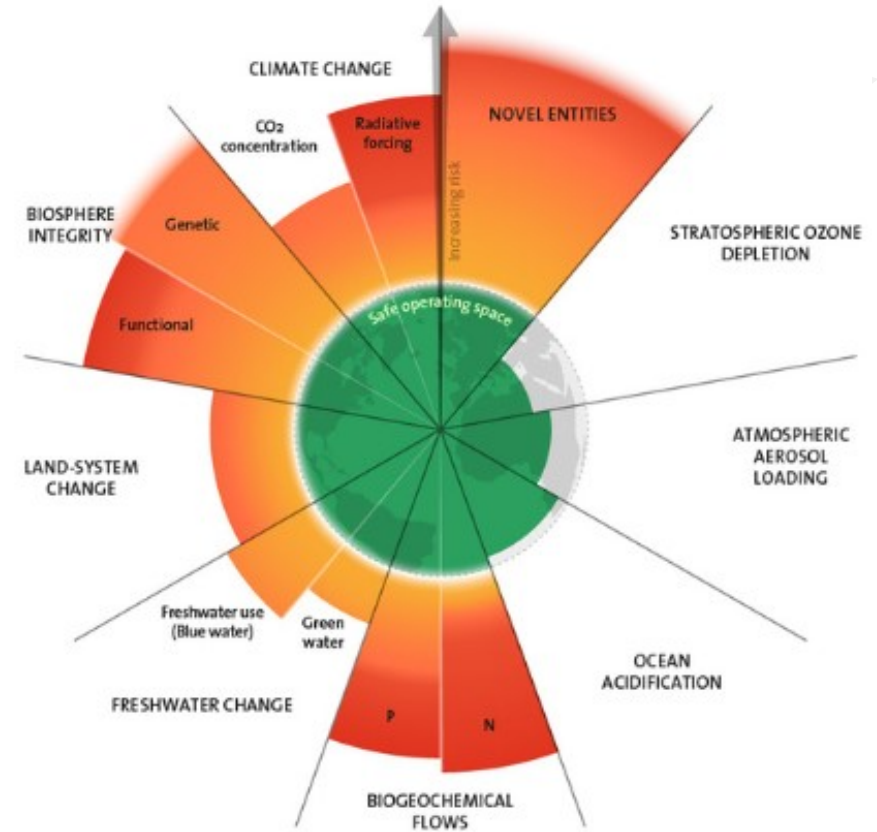 CLIMATE CHANGE
CO2
concentration
Radiative
forcing
NOVEL ENTITIES
Increasing risk
BIOSPHERE
INTEGRITY
Genetic
Functional
STRATOSPHERIC OZONE
DEPLETION
Safe operating space
ATMOSPHERIC
AEROSOL
LOADING
LAND-SYSTEM
CHANGE
Freshwater use
(Blue water)
Green
water
FRESHWATER CHANGE
OCEAN
ACIDIFICATION
P
N
BIOGEOCHEMICAL
FLOWS